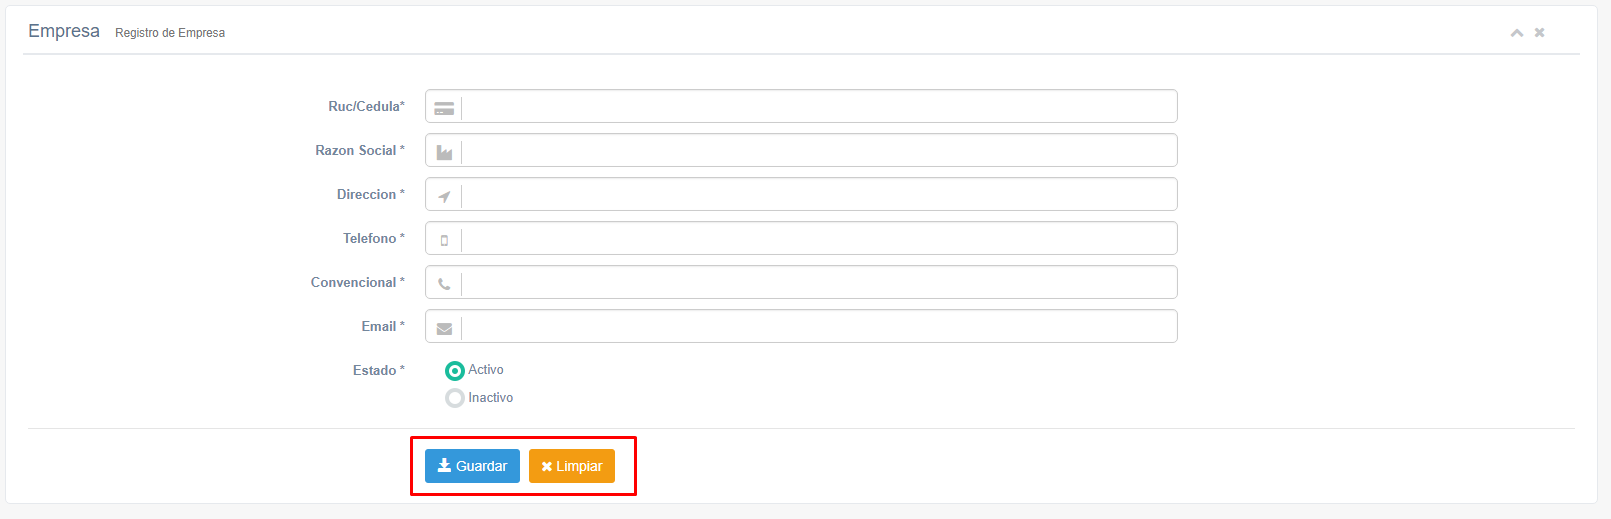 Empresa Registro de Empresa
Ruc/Cedula*
Razon Social *
Direccion *
Telefono *
Convencional *
Email *
Estado * Activo
Inactivo
Guardar Limpiar